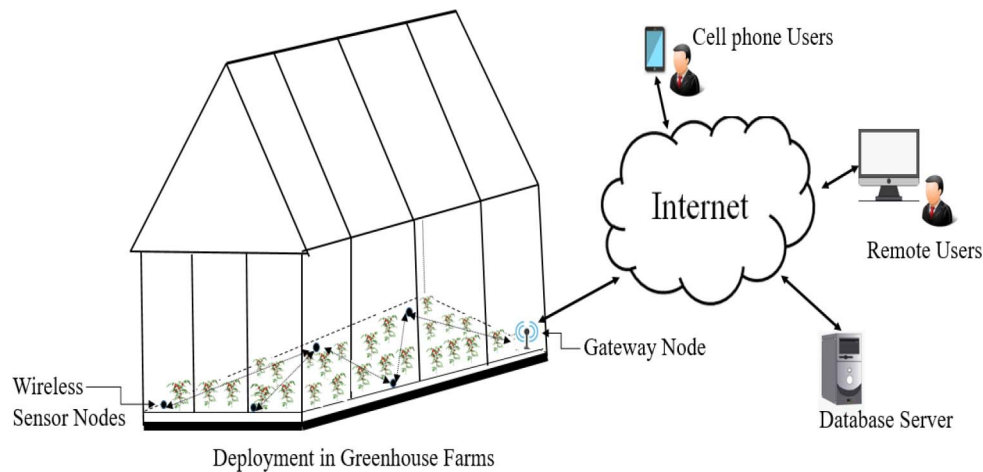 Cell phone Users
Internet
Remote Users
Gateway Node
Wireless
Sensor Nodes
Database Server
Deployment in Greenhouse Farms